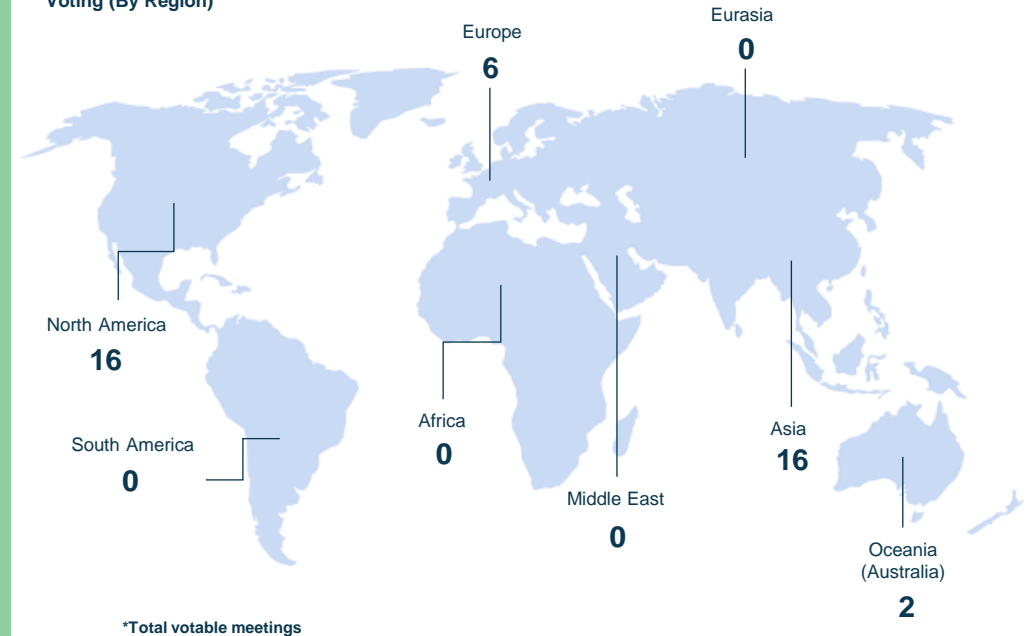 Voting (By Region)
Eurasia
0
Europe
6
North America
16
South America
0
Africa
0
Middle East
0
Asia
16
Oceania
(Australia)
2
*Total votable meetings